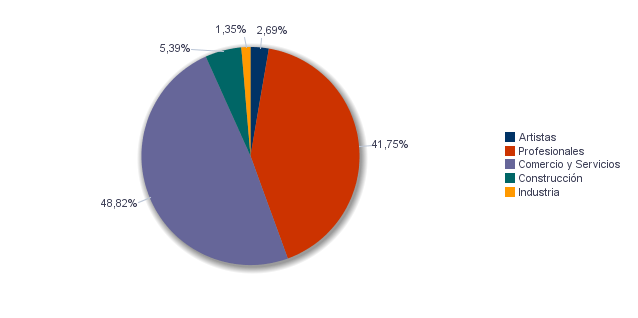 1,35%
2,69%
5,39%
41,75%
48,82%
Artistas
Profesionales
Comercio y Servicios
Construcción
Industria